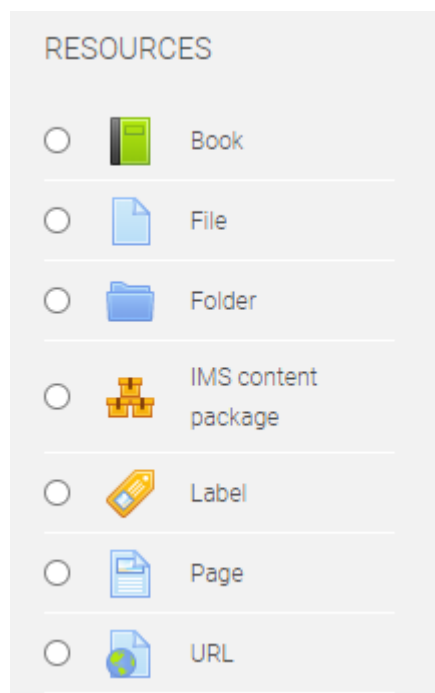 RESOURCES
Book
File
Folder
IMS content
package
Label
Page
URL